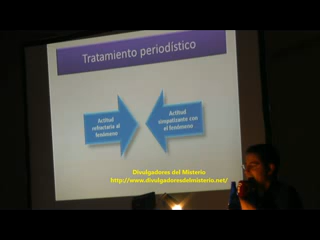 Tratamiento periodístico
Actitud
refractaria al
fenómeno
Actitud
simpatizante con
el fenómeno
Divulgadores del Misterio
http://www.divulgadoresdelmisterio.net/